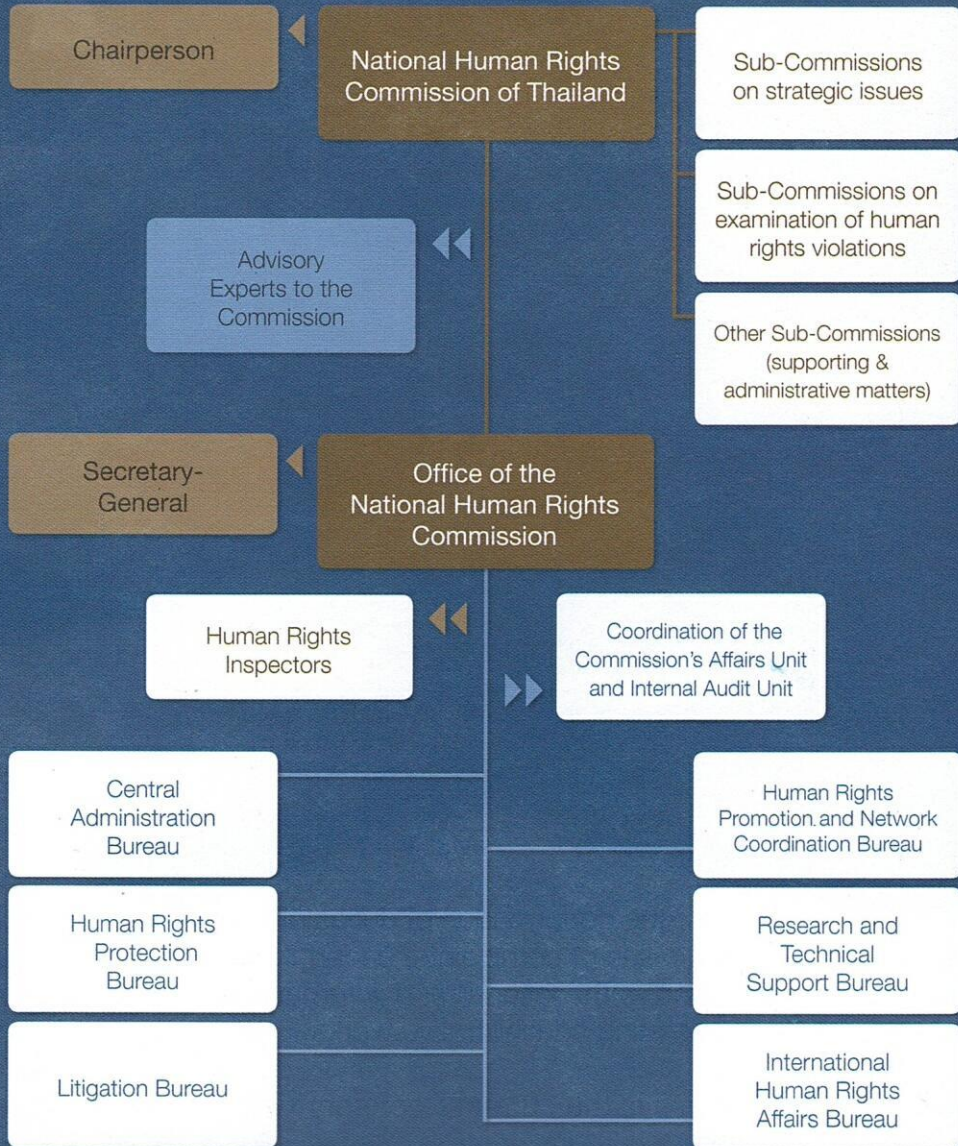 Chairperson
National Human Rights
Commission of Thailand
Sub-Commissions
on strategic issues
Sub-Commissions on
examination of human
rights violations
Advisory
Experts to the
Commission
Other Sub-Commissions
(supporting &
administrative matters)
Secretary-
General
Office of the
National Human Rights
Commission
Human Rights
Inspectors
Coordination of the
Commission's Affairs Unit
and Internal Audit Unit
Central
Administration
Bureau
Human Rights
Promotion and Network
Coordination Bureau
Human Rights
Protection
Bureau
Research and
Technical
Support Bureau
Litigation Bureau
International
Human Rights
Affairs Bureau